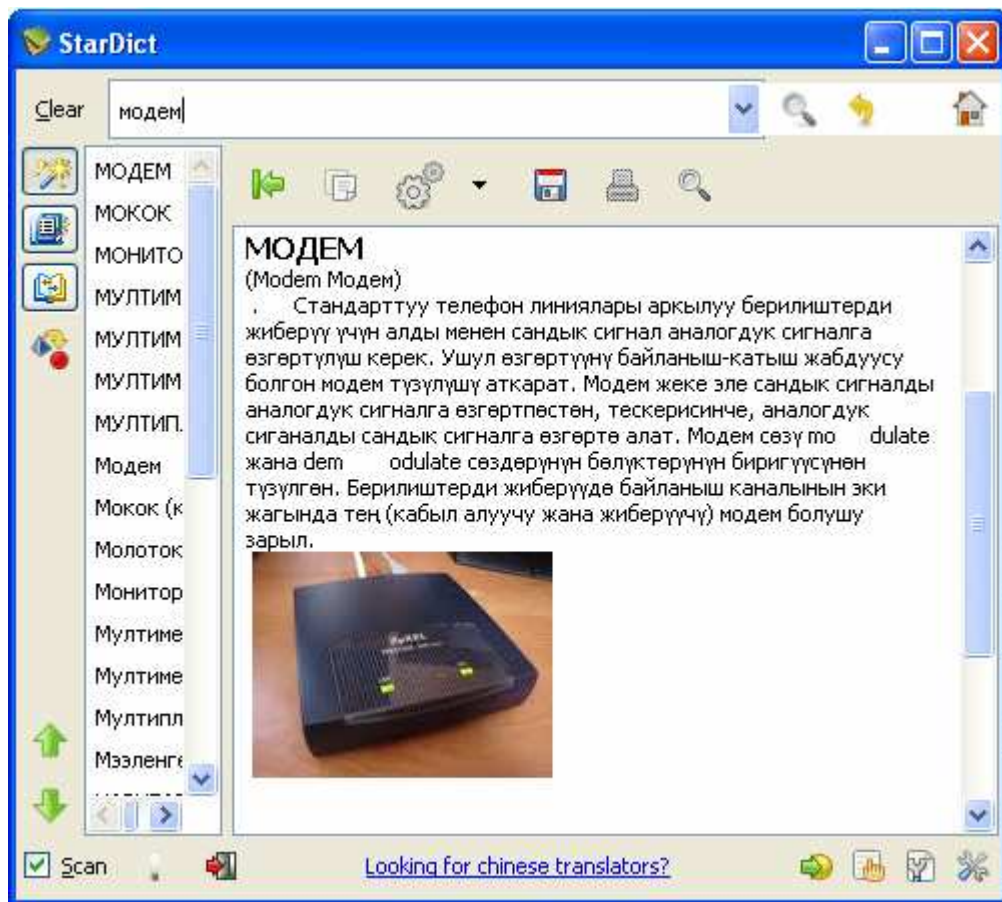 StarDict
Clear
модем
МОДЕМ
МОКОК
МОНИТО
МУЛТИМ
МУЛТИМ
МУЛТИМ
МУЛТИП.
Модем
Мокок (к
Молоток
Монитор
Мултиме
Мултиме
Мултипл
Мээленге
МОДЕМ
(Modem Модем)
. Стандарттуу телефон линиялары аркылуу берилиштерди
жиберүү үчүн алды менен сандык сигнал аналогдук сигналга
өзгөртүлүш керек. Ушул өзгөртүүнү байланыш-катыш жабдуусу
болгон модем түзүлүшү аткарат. Модем жеке эле сандык сигналды
аналогдук сигналга өзгөртпөстөн, тескерисинче, аналогдук
сиганалды сандык сигналга өзгөртө алат. Модем сөзү mo dulate
жана dem odulate сөздөрүнүн бөлүктөрүнүн биригүүсүнөн
түзүлгөн. Берилиштерди жиберүүдө байланыш каналынын эки
жагында тең (кабыл алуучу жана жиберүүчү) модем болушу
зарыл.
ZyXEL
Scan
Looking for chinese translators?